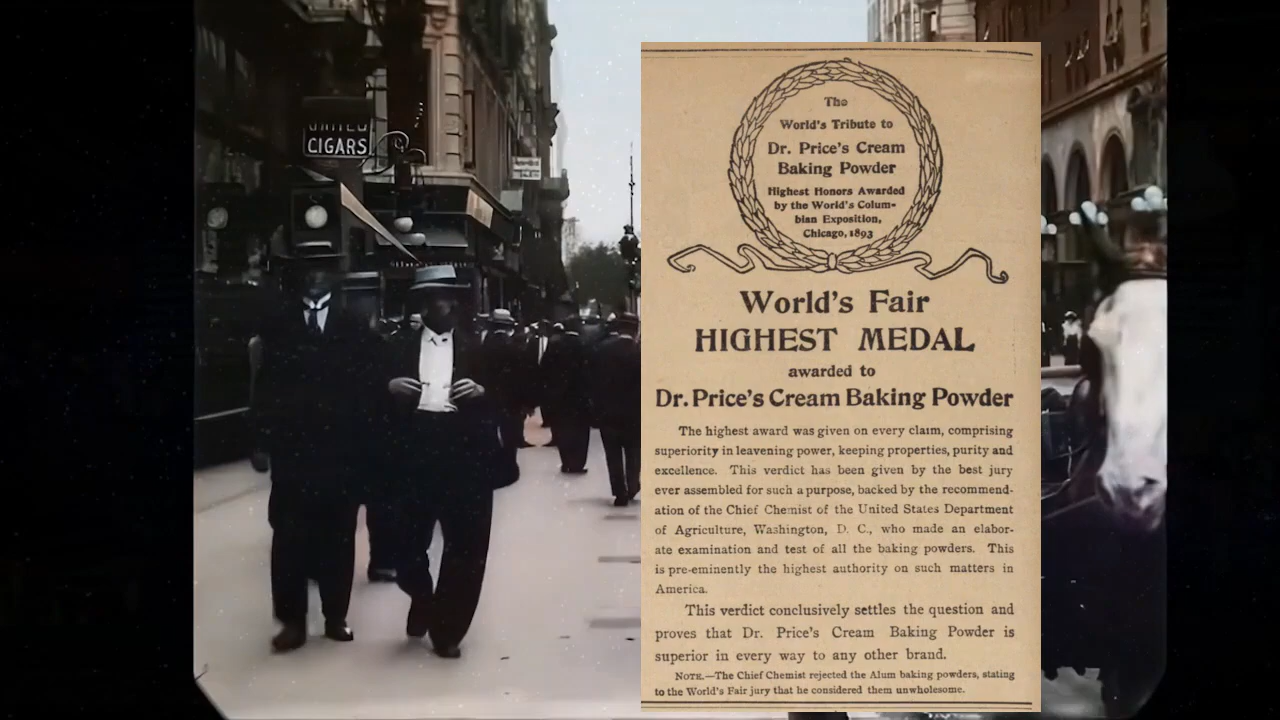 UNITED
CIGARS
The
World's Tribute to
Dr. Price's Cream
Baking Powder
Highest Honors Awarded
by the World's Colum-
bian Exposition,
Chicago, 1893
World's Fair
HIGHEST MEDAL
awarded to
Dr. Price's Cream Baking Powder
The highest award was given on every claim, comprising
superiority in leavening power, keeping properties, purity and
excellence. This verdict has been given by the best jury
ever assembled for such a purpose, backed by the recommend-
ation of the Chief Chemist of the United States Department
of Agriculture, Washington, D. C., who made an elabor-
ate examination and test of all the baking powders. This
is pre-eminently the highest authority on such matters in
America.
This verdict conclusively settles the question and
proves that Dr. Price's Cream Baking Powder is
superior in every way to any other brand.
NOTE.—The Chief Chemist rejected the Alum baking powders, stating
to the World's Fair jury that he considered them unwholesome.